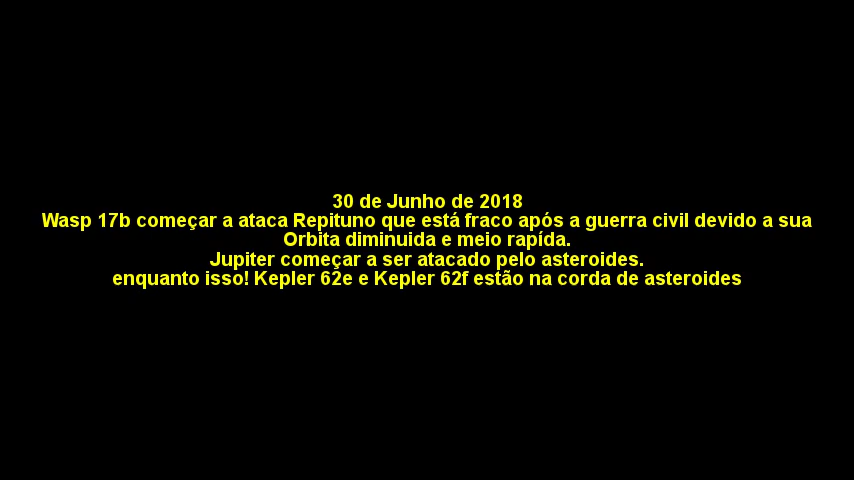 30 de Junho de 2018
Wasp 17b começar a ataca Repituno que está fraco após a guerra civil devido a sua
Orbita diminuida e meio rapída.
Jupiter começar a ser atacado pelo asteroides.
enquanto isso! Kepler 62e e Kepler 62f estão na corda de asteroides